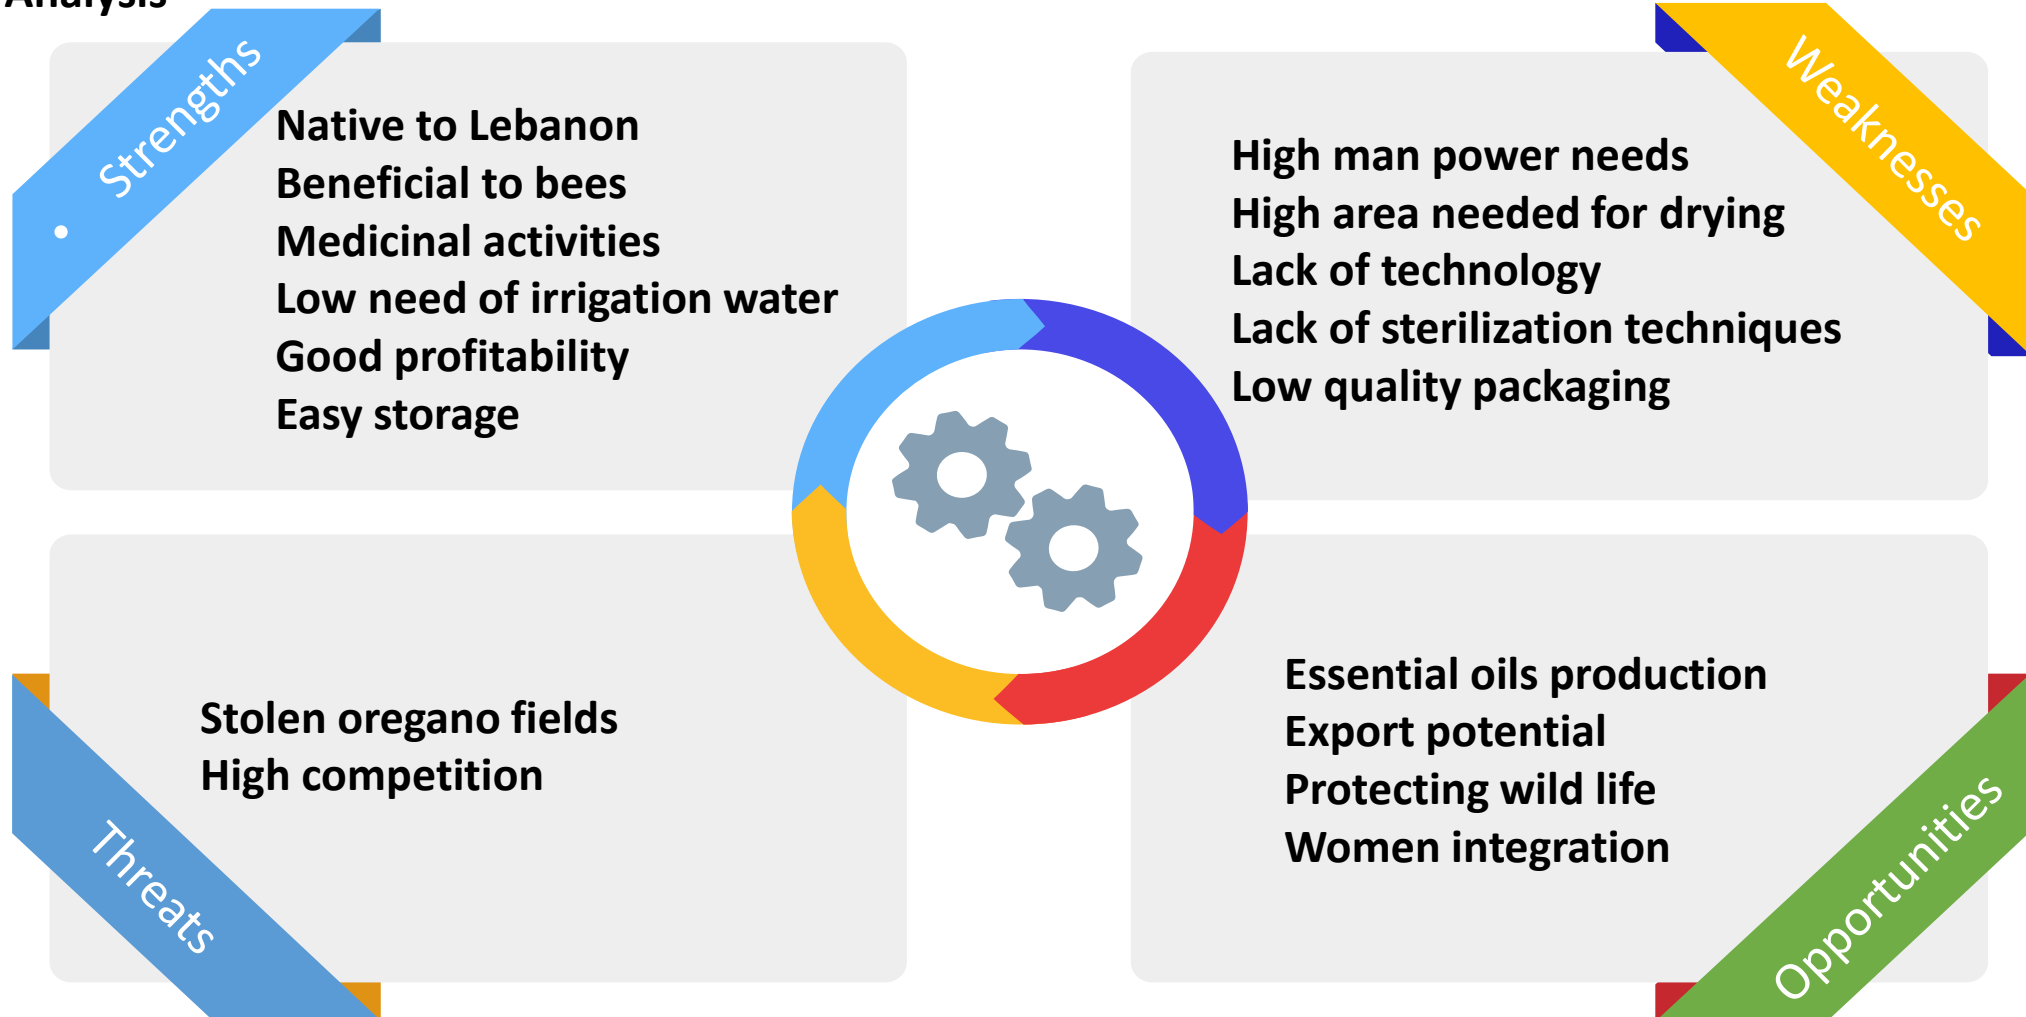 Analysis
• Strengths
Native to Lebanon
Beneficial to bees
Medicinal activities
Low need of irrigation water
Good profitability
Easy storage
Weaknesses
High man power needs
High area needed for drying
Lack of technology
Lack of sterilization techniques
Low quality packaging
Threats
Stolen oregano fields
High competition
Opportunities
Essential oils production
Export potential
Protecting wild life
Women integration